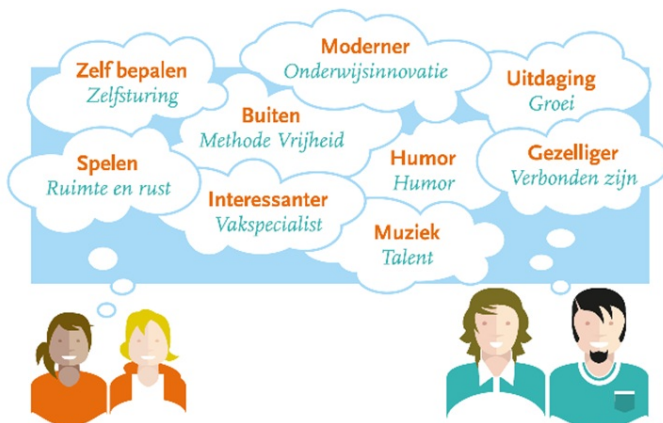 Moderner
Onderwijsinnovatie
Zelf bepalen
Zelfsturing
Uitdaging
Groei
Buiten
Methode Vrijheid
Spelen
Ruimte en rust
Humor
Humor
Gezelliger
Verbonden zijn
Interessanter
Vakspecialist
Muziek
Talent